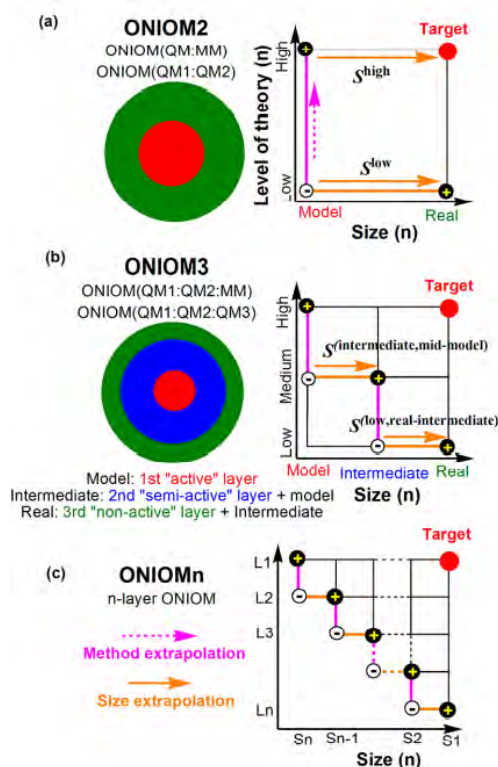 (a)
ONIOM2
ONIOM(QM:MM)
ONIOM(QM1:QM2)
Level of theory (n)
High
Low
+
Target
S^high
S^low
-
+
Model
Real
Size (n)
(b)
ONIOM3
ONIOM(QM1:QM2:MM)
ONIOM(QM1:QM2:QM3)
High
Medium
Low
+
Target
S^(intermediate,mid-model)
-
+
S^(low,real-intermediate)
-
+
Model
Intermediate
Real
Size (n)
Model: 1st "active" layer
Intermediate: 2nd "semi-active" layer + model
Real: 3rd "non-active" layer + Intermediate
(c)
ONIOMn
n-layer ONIOM
Method extrapolation
Size extrapolation
Target
L1
+
L2
-
+
L3
-
+
-
+
Ln
-
+
Sn
Sn-1
S2
S1
Size (n)